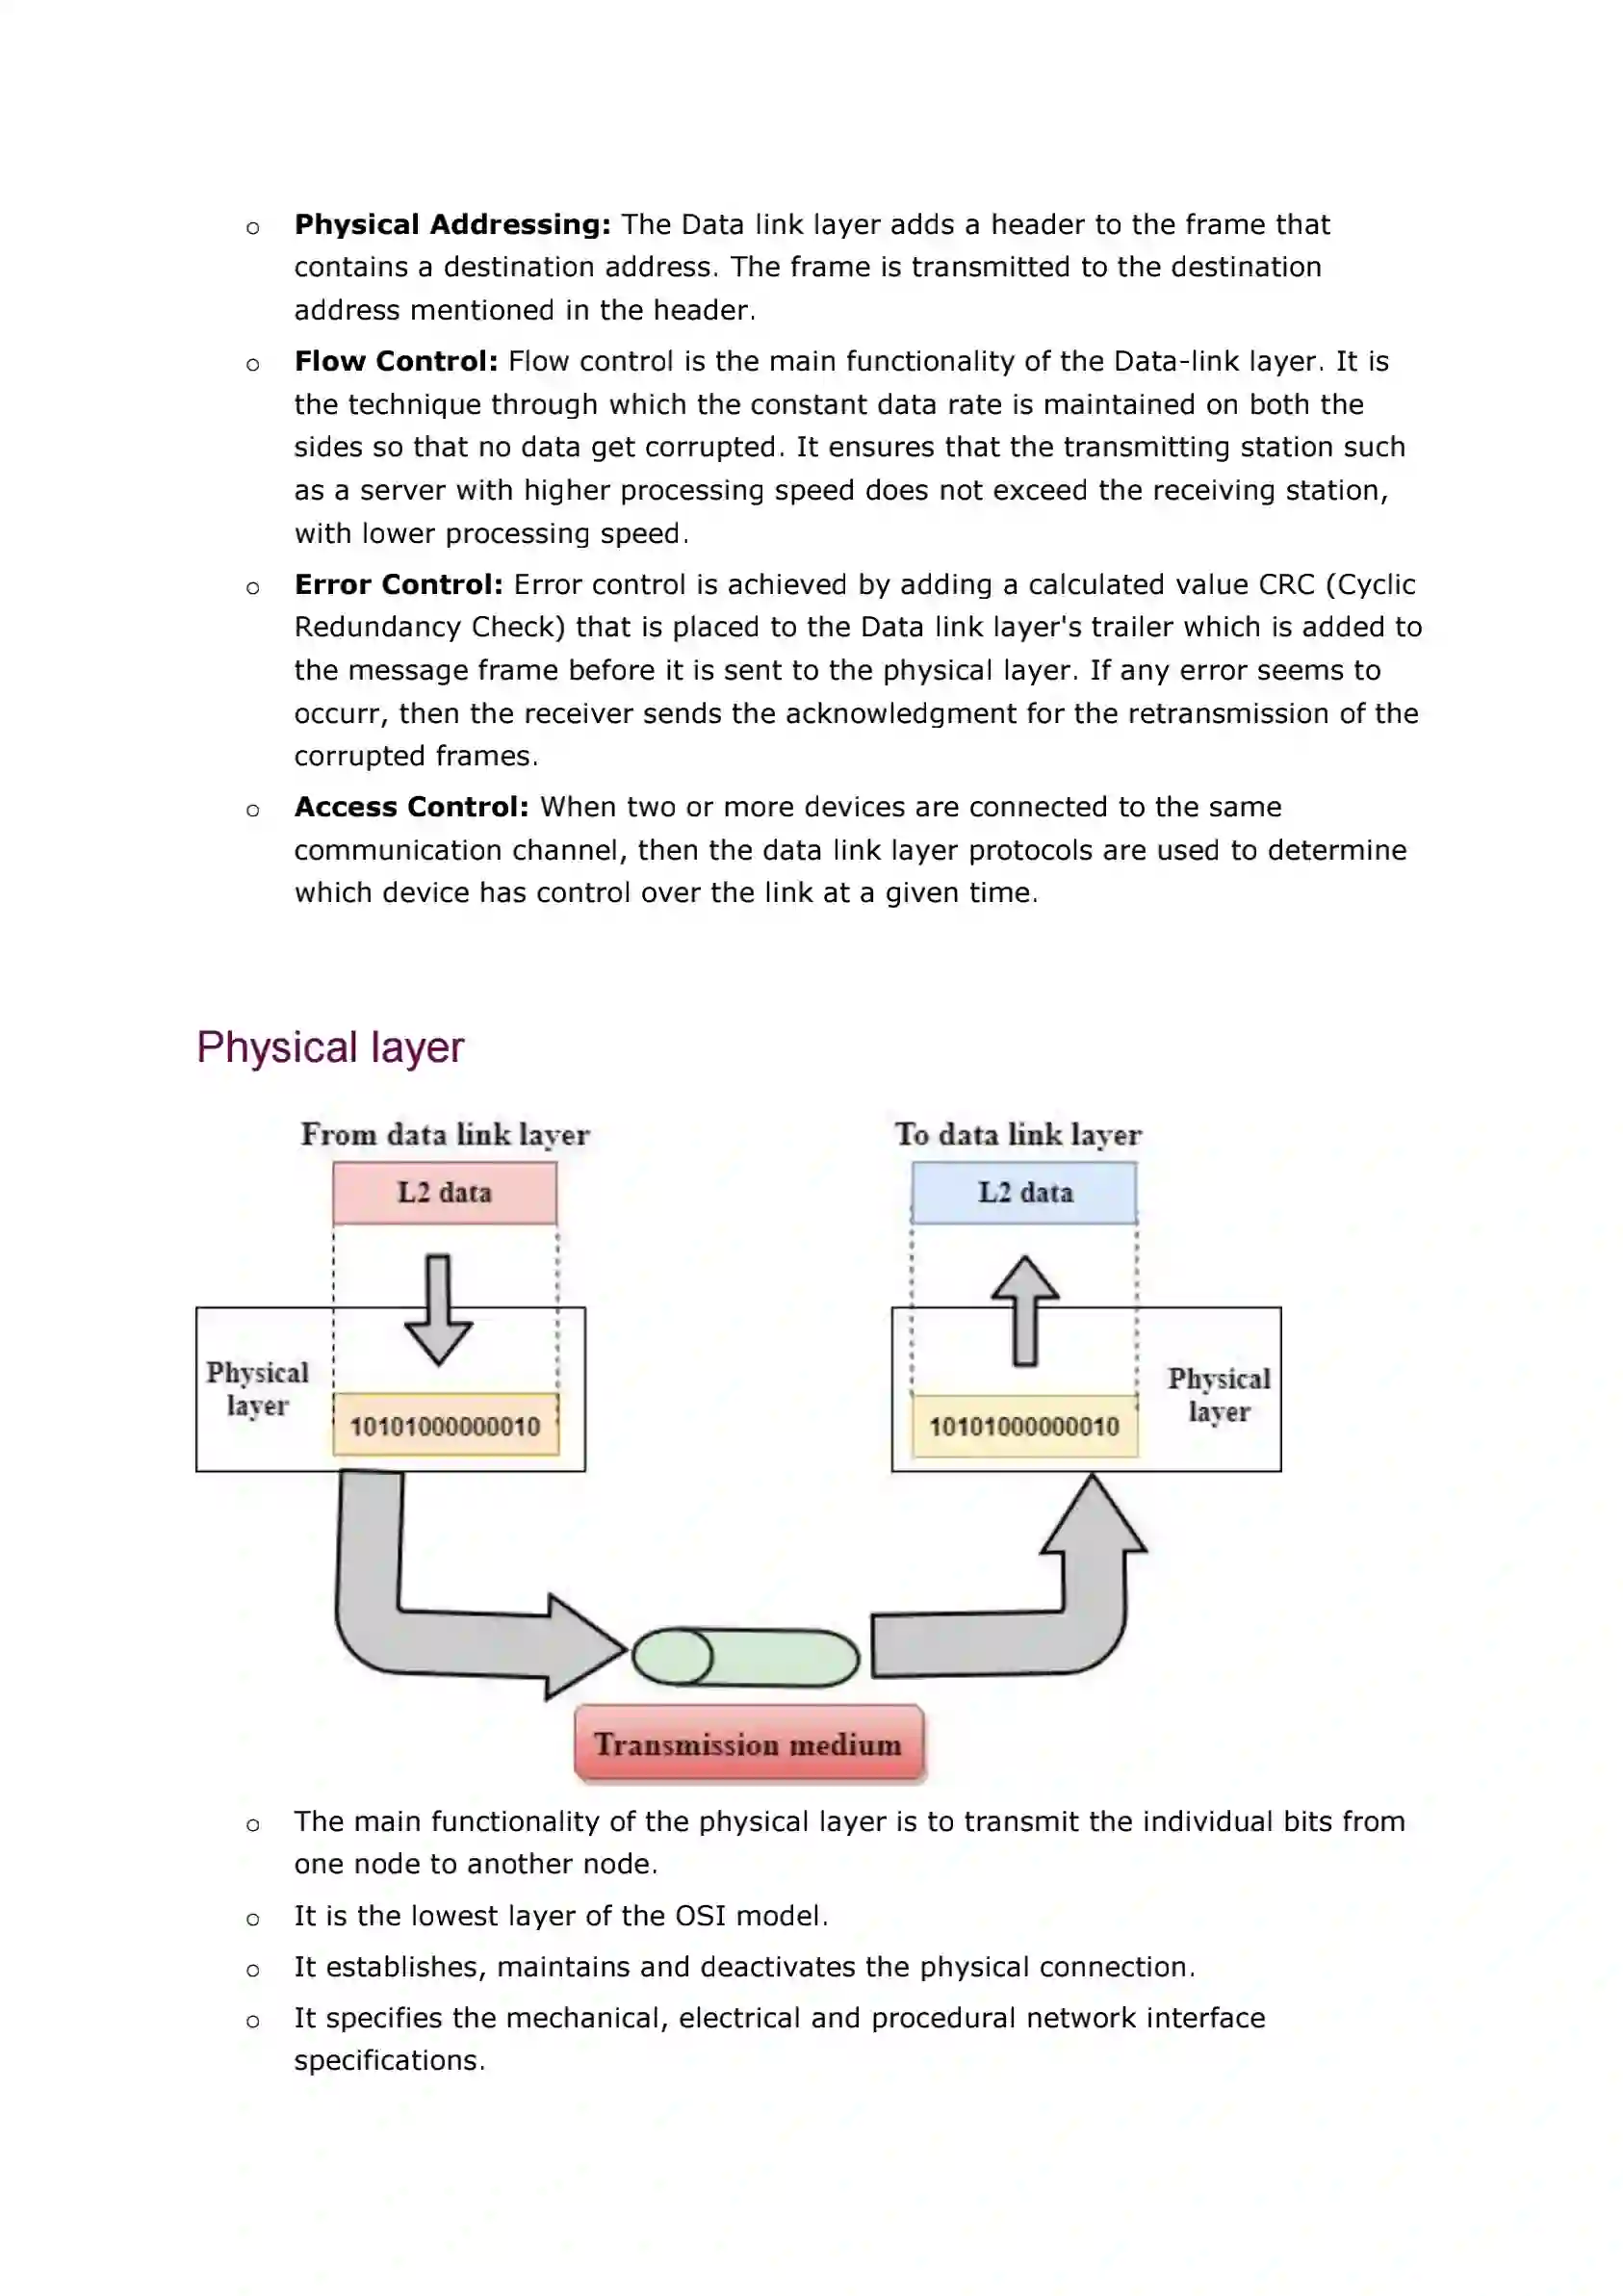 o Physical Addressing: The Data link layer adds a header to the frame that
contains a destination address. The frame is transmitted to the destination
address mentioned in the header.
o Flow Control: Flow control is the main functionality of the Data-link layer. It is
the technique through which the constant data rate is maintained on both the
sides so that no data get corrupted. It ensures that the transmitting station such
as a server with higher processing speed does not exceed the receiving station,
with lower processing speed.
o Error Control: Error control is achieved by adding a calculated value CRC (Cyclic
Redundancy Check) that is placed to the Data link layer's trailer which is added to
the message frame before it is sent to the physical layer. If any error seems to
occurr, then the receiver sends the acknowledgment for the retransmission of the
corrupted frames.
o Access Control: When two or more devices are connected to the same
communication channel, then the data link layer protocols are used to determine
which device has control over the link at a given time.
Physical layer
From data link layer
To data link layer
L2 data
L2 data
Physical
layer
10101000000010
10101000000010
Physical
layer
Transmission medium
o The main functionality of the physical layer is to transmit the individual bits from
one node to another node.
o It is the lowest layer of the OSI model.
o It establishes, maintains and deactivates the physical connection.
o It specifies the mechanical, electrical and procedural network interface
specifications.